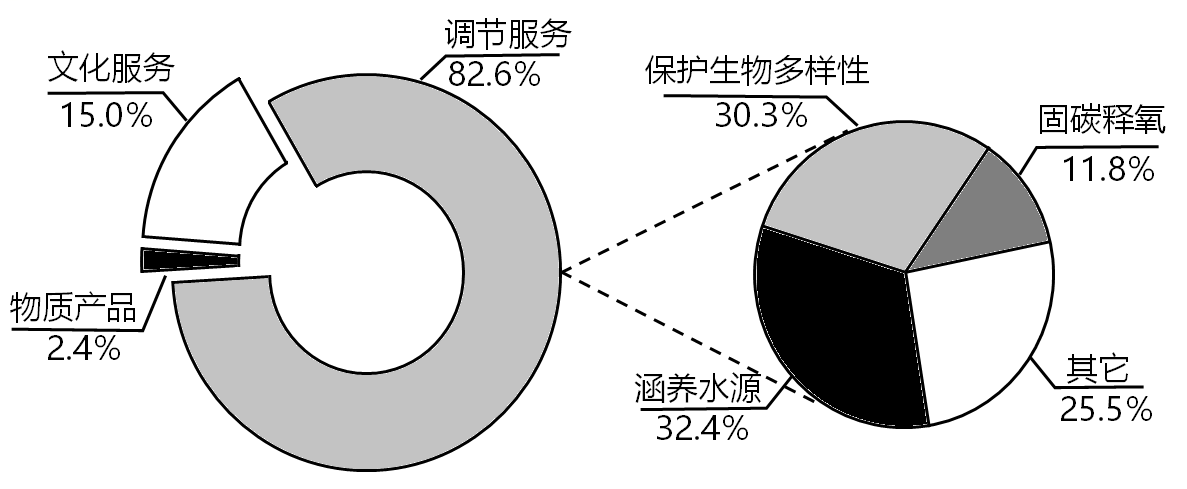 调节服务
82.6%
文化服务
15.0%
物质产品
2.4%
保护生物多样性
30.3%
固碳释氧
11.8%
涵养水源
32.4%
其它
25.5%